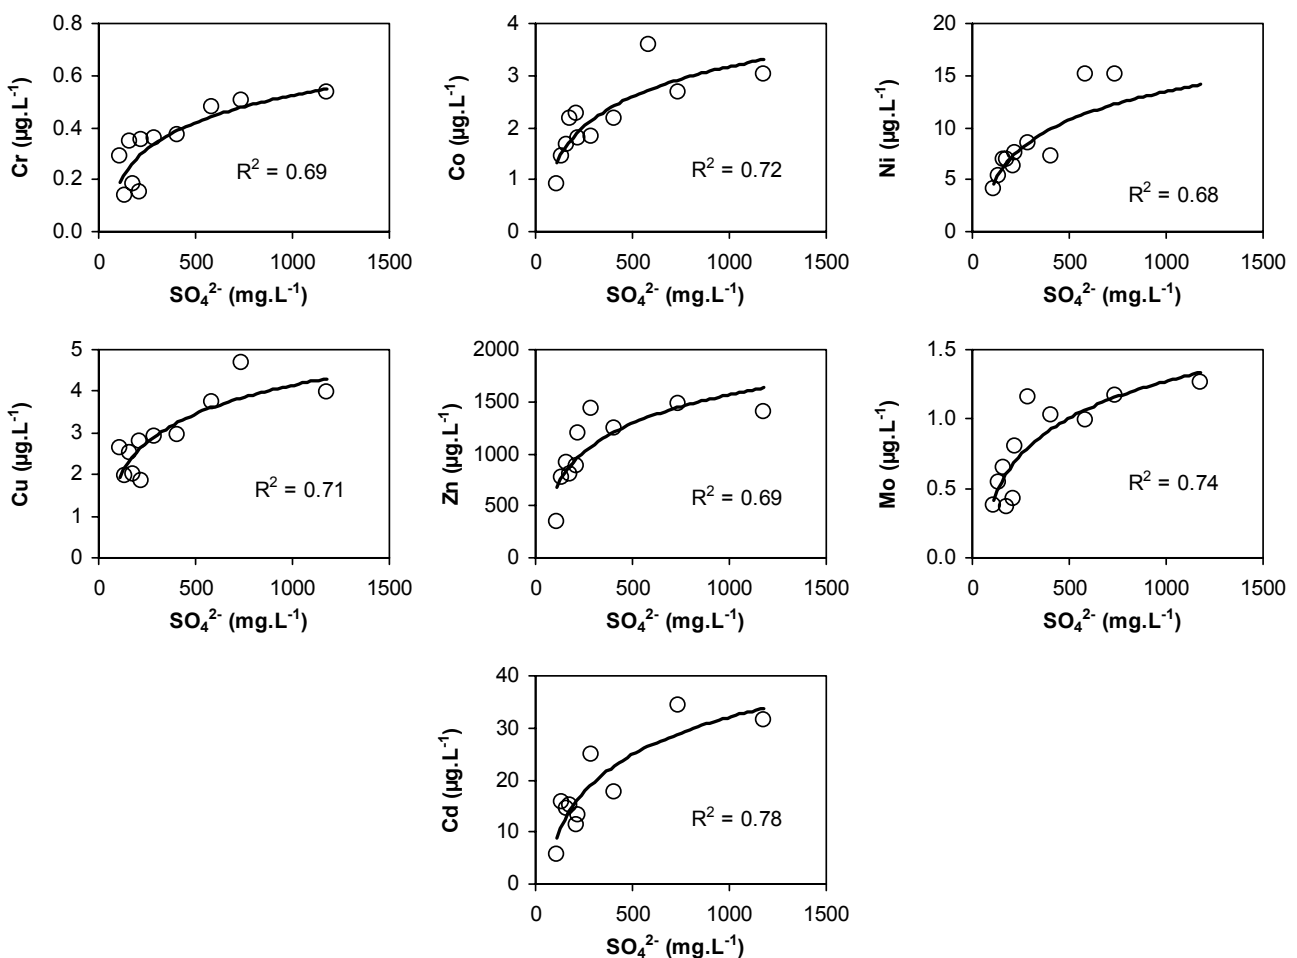 0.8
0.6
0.4
0.2
0.0
Cr (µg.L⁻¹)
R² = 0.69
0 500 1000 1500
SO₄²⁻ (mg.L⁻¹)
4
3
2
1
0
Co (µg.L⁻¹)
R² = 0.72
0 500 1000 1500
SO₄²⁻ (mg.L⁻¹)
20
15
10
5
0
Ni (µg.L⁻¹)
R² = 0.68
0 500 1000 1500
SO₄²⁻ (mg.L⁻¹)
5
4
3
2
1
0
Cu (µg.L⁻¹)
R² = 0.71
0 500 1000 1500
SO₄²⁻ (mg.L⁻¹)
2000
1500
1000
500
0
Zn (µg.L⁻¹)
R² = 0.69
0 500 1000 1500
SO₄²⁻ (mg.L⁻¹)
1.5
1.0
0.5
0.0
Mo (µg.L⁻¹)
R² = 0.74
0 500 1000 1500
SO₄²⁻ (mg.L⁻¹)
40
30
20
10
0
Cd (µg.L⁻¹)
R² = 0.78
0 500 1000 1500
SO₄²⁻ (mg.L⁻¹)